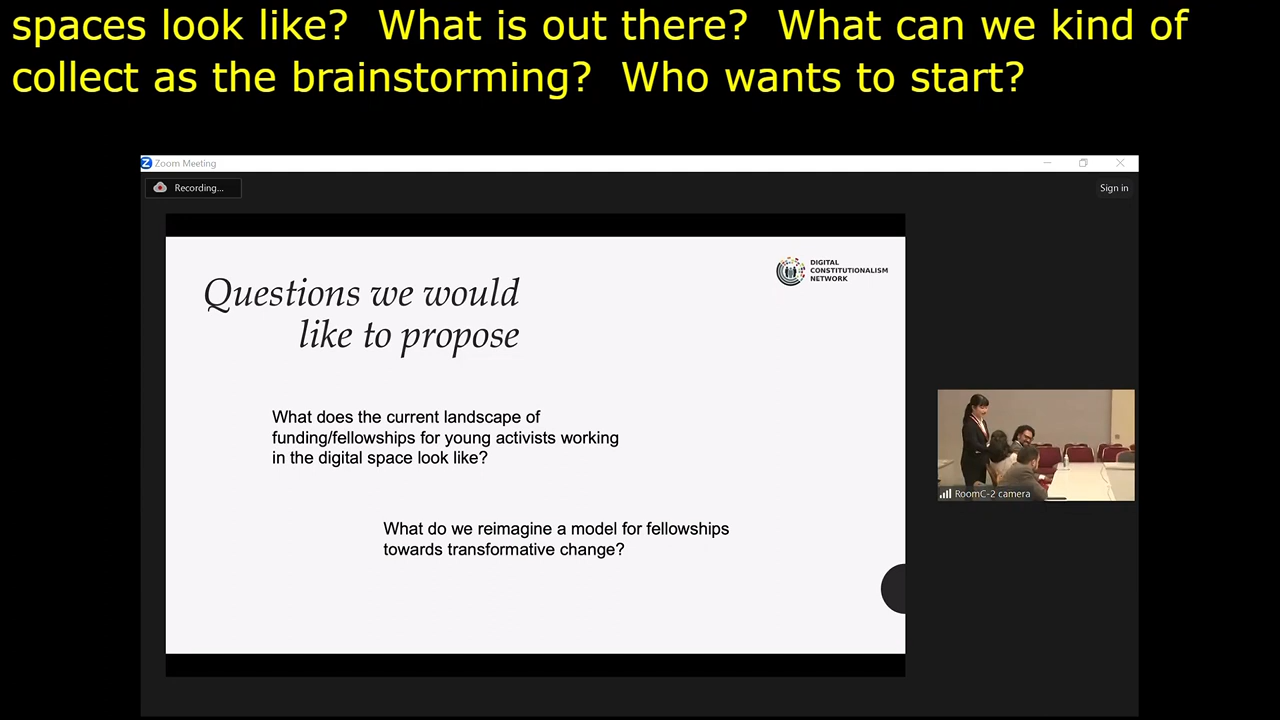 spaces look like?  What is out there?  What can we kind of
collect as the brainstorming?  Who wants to start?
Zoom Meeting
Recording...
Sign in
DIGITAL
CONSTITUTIONALISM
NETWORK
Questions we would
like to propose
What does the current landscape of
funding/fellowships for young activists working
in the digital space look like?
What do we reimagine a model for fellowships
towards transformative change?
RoomC-2 camera